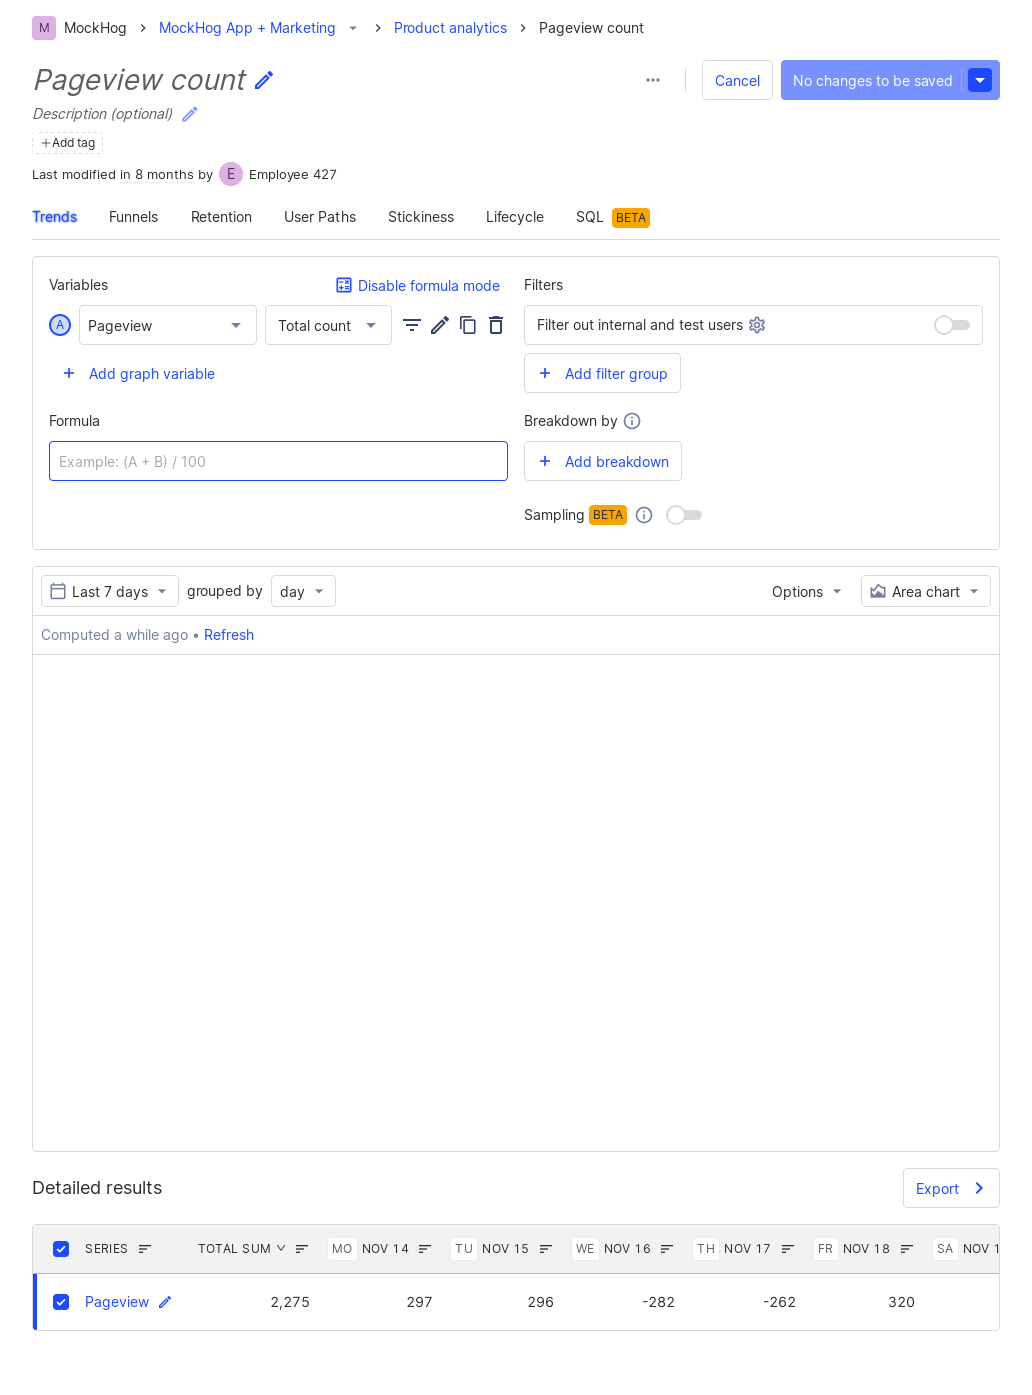 M MockHog MockHog App + Marketing Product analytics Pageview count
Pageview count
Cancel No changes to be saved
Description (optional)
Add tag
Last modified in 8 months by E Employee 427
Trends Funnels Retention User Paths Stickiness Lifecycle SQL BETA
Variables Disable formula mode Filters
A Pageview Total count Filter out internal and test users
Add graph variable Add filter group
Formula Breakdown by
Example: (A + B) / 100 Add breakdown
Sampling BETA
Last 7 days grouped by day Options Area chart
Computed a while ago • Refresh
Detailed results Export
SERIES TOTAL SUM MO NOV 14 TU NOV 15 WE NOV 16 TH NOV 17 FR NOV 18 SA NOV 1
Pageview 2,275 297 296 -282 -262 320